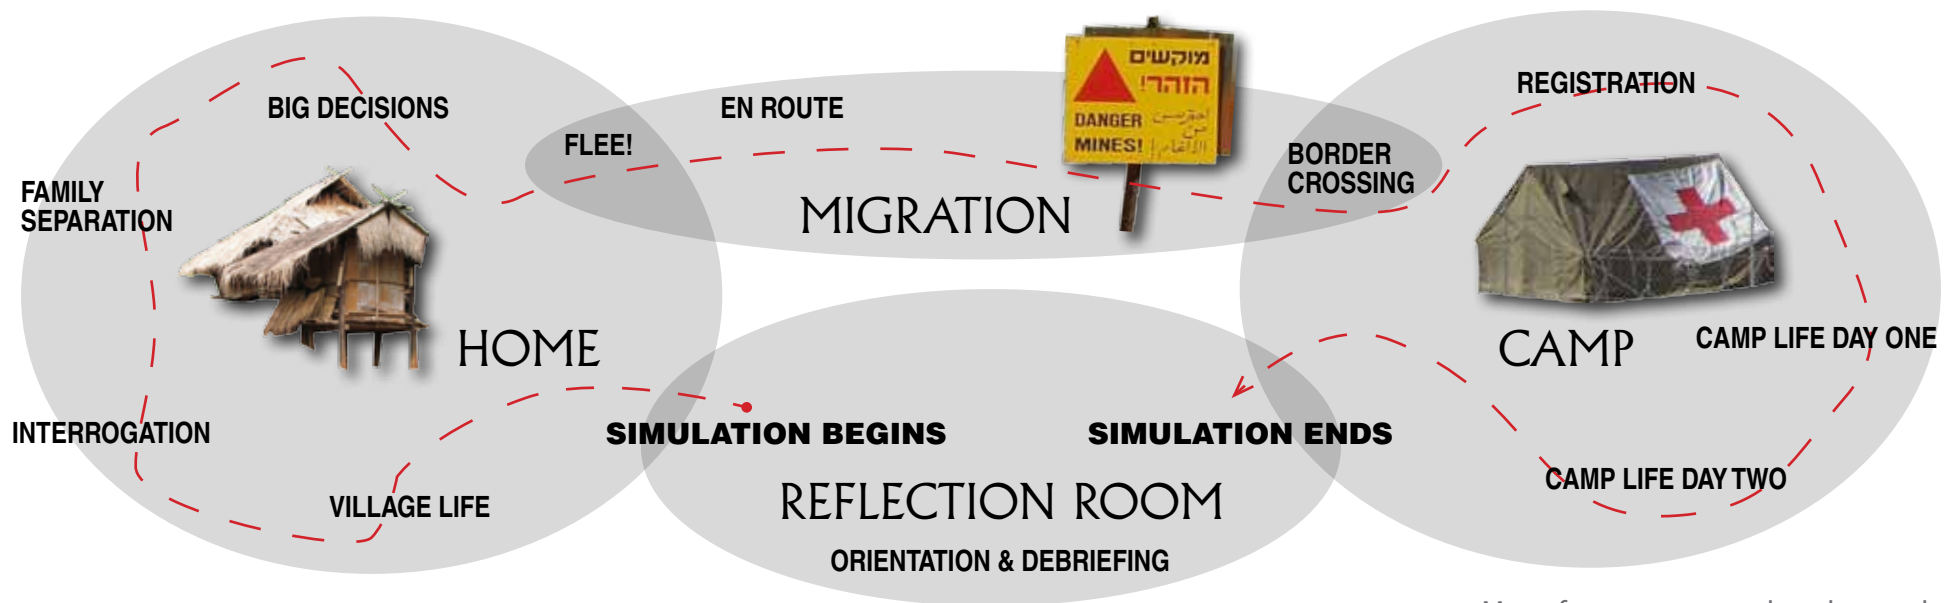 BIG DECISIONS
FLEE!
EN ROUTE
מוקשים
הזהר!
DANGER
MINES!
MIGRATION
BORDER
CROSSING
REGISTRATION
FAMILY
SEPARATION
HOME
CAMP
CAMP LIFE DAY ONE
INTERROGATION
SIMULATION BEGINS
SIMULATION ENDS
VILLAGE LIFE
CAMP LIFE DAY TWO
REFLECTION ROOM
ORIENTATION & DEBRIEFING